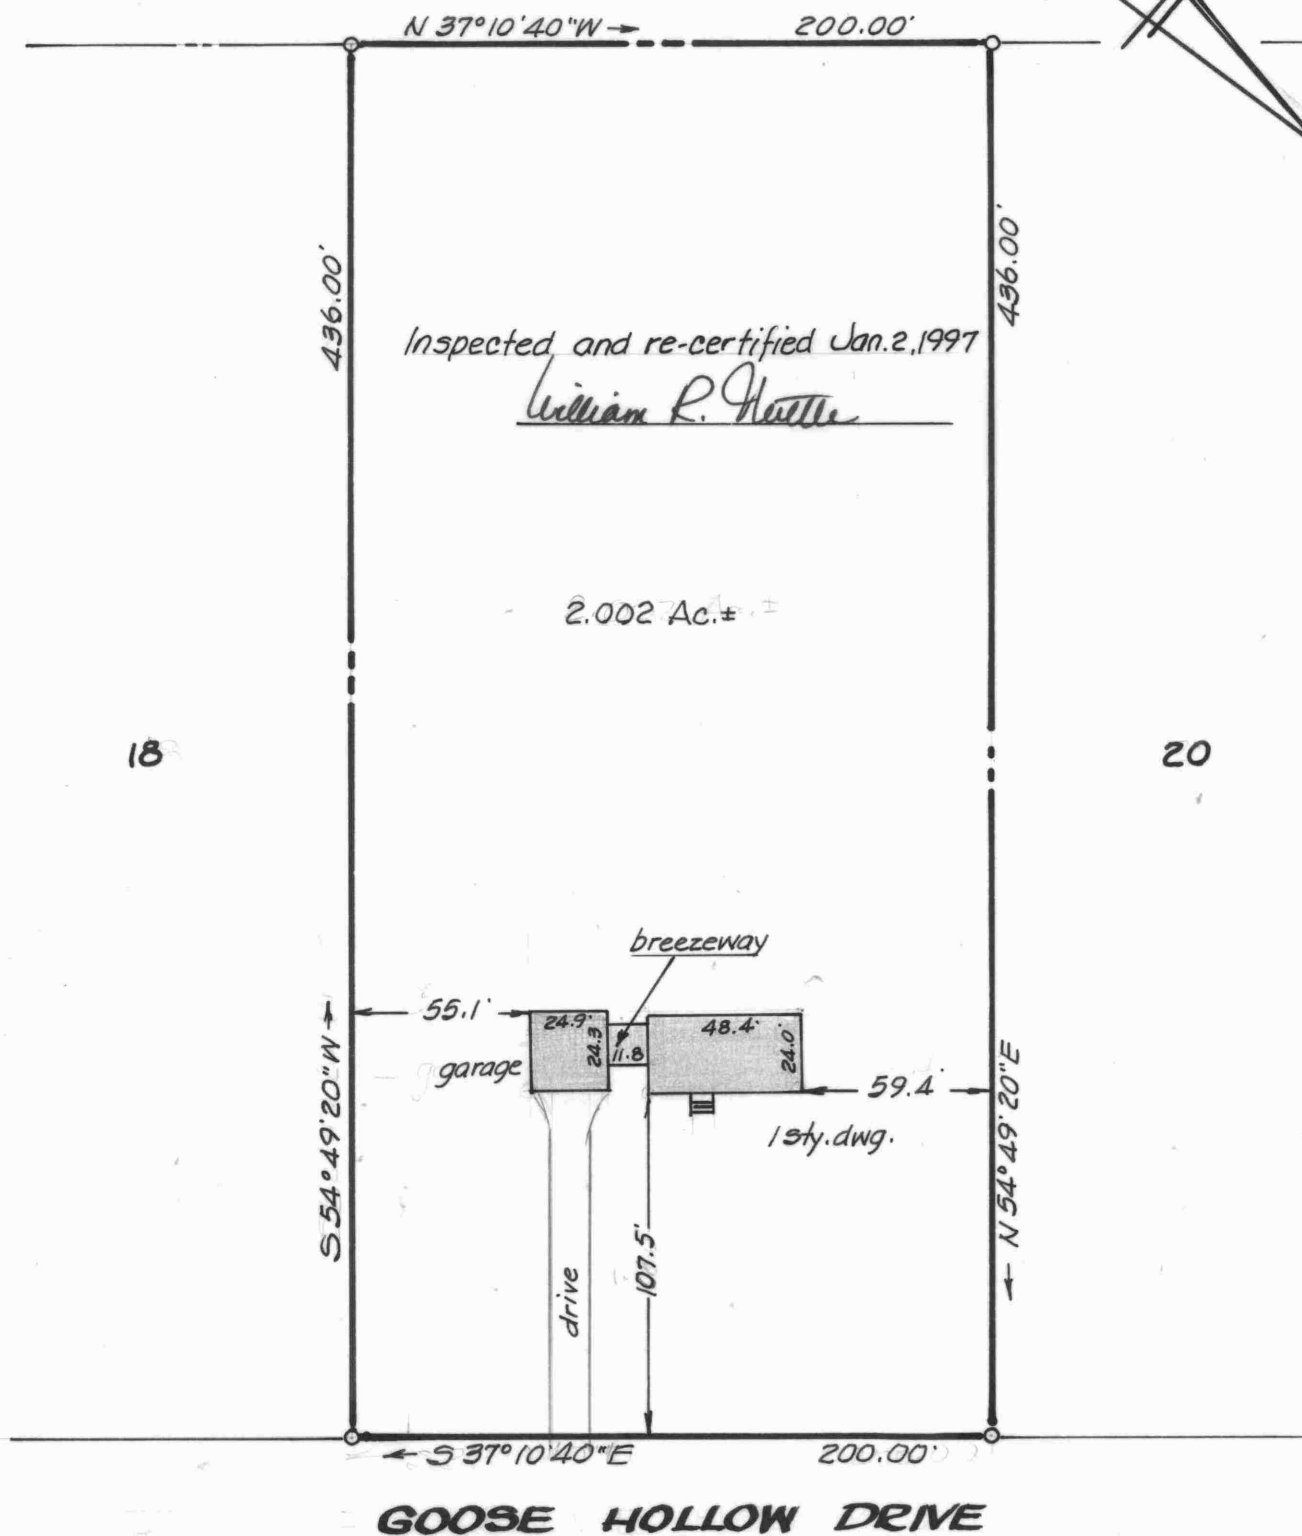 N 37°10'40"W → 200.00'
436.00'
436.00'
Inspected and re-certified Jan. 2, 1997
William R.
2.002 Ac.±
18
20
breezeway
55.1'
24.9'
24.3
11.8
48.4'
24.0'
garage
59.4'
1 sty. dwg.
S 54°49'20"W →
← N 54°49'20"E
107.5'
drive
← S 37°10'40"E 200.00'
GOOSE HOLLOW DRIVE